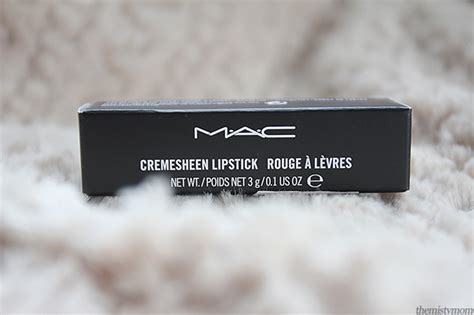 M·A·C
CREMESHEEN LIPSTICK ROUGE À LÈVRES
NET WT./POIDS NET 3 g/0.1 US OZ ℮
themistymom